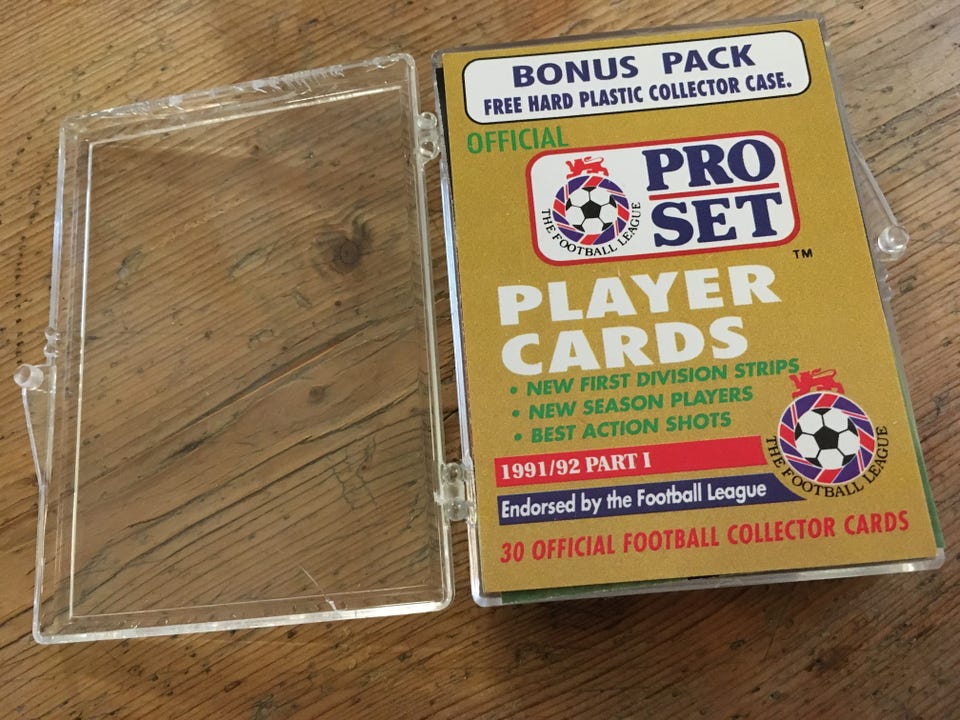 BONUS PACK
FREE HARD PLASTIC COLLECTOR CASE.
OFFICIAL
PRO
SET
THE FOOTBALL LEAGUE
TM
PLAYER
CARDS
• NEW FIRST DIVISION STRIPS
• NEW SEASON PLAYERS
• BEST ACTION SHOTS
1991/92 PART I
Endorsed by the Football League
THE FOOTBALL LEAGUE
30 OFFICIAL FOOTBALL COLLECTOR CARDS